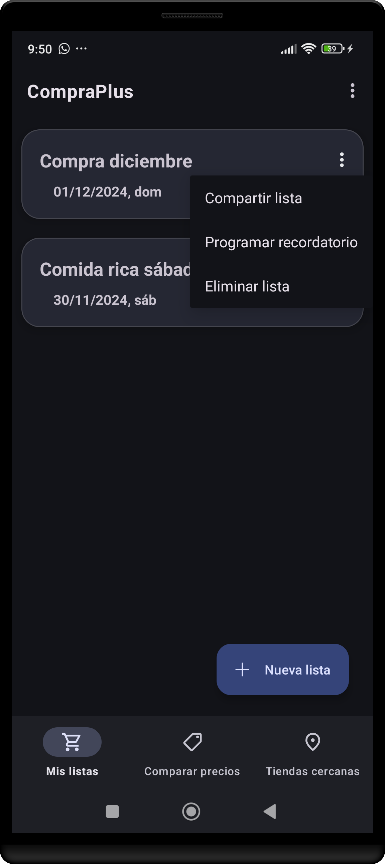 9:50
39
CompraPlus
Compra diciembre
01/12/2024, dom
Compartir lista
Programar recordatorio
Eliminar lista
Comida rica sábad
30/11/2024, sáb
Nueva lista
Mis listas
Comparar precios
Tiendas cercanas